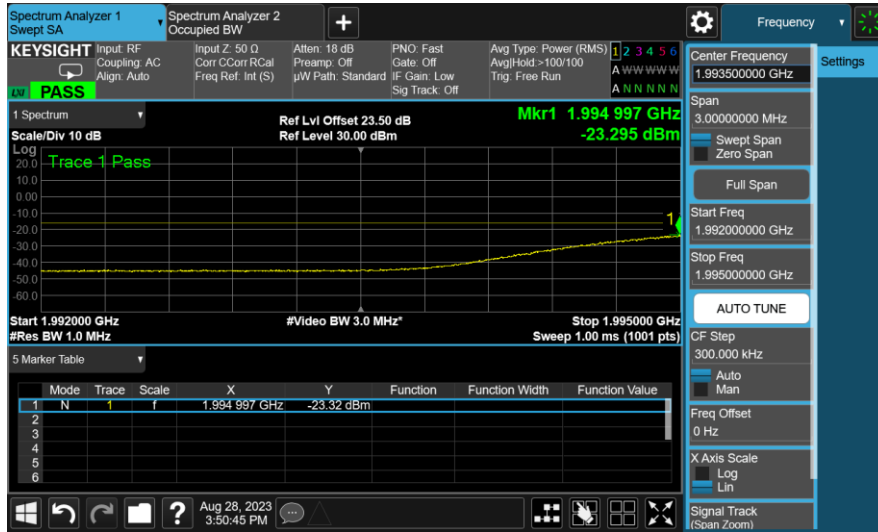 Spectrum Analyzer 1
Swept SA
Spectrum Analyzer 2
Occupied BW
+
Frequency
KEYSIGHT
LXI PASS
Input: RF
Coupling: AC
Align: Auto
Input Z: 50 Ω
Corr CCorr RCal
Freq Ref: Int (S)
Atten: 18 dB
Preamp: Off
µW Path: Standard
PNO: Fast
Gate: Off
IF Gain: Low
Sig Track: Off
Avg Type: Power (RMS)
Avg|Hold:>100/100
Trig: Free Run
1 2 3 4 5 6
A W W W W W
A N N N N N
1 Spectrum
Scale/Div 10 dB
Ref Lvl Offset 23.50 dB
Ref Level 30.00 dBm
Mkr1 1.994 997 GHz
-23.295 dBm
Log
Trace 1 Pass
20.0
10.0
0.00
-10.0
-20.0
-30.0
-40.0
-50.0
-60.0
1
Start 1.992000 GHz
#Res BW 1.0 MHz
#Video BW 3.0 MHz*
Stop 1.995000 GHz
Sweep 1.00 ms (1001 pts)
5 Marker Table
Mode Trace Scale X Y Function Function Width Function Value
1 N 1 f 1.994 997 GHz -23.32 dBm
2
3
4
5
6
Center Frequency
1.993500000 GHz
Settings
Span
3.00000000 MHz
Swept Span
Zero Span
Full Span
Start Freq
1.992000000 GHz
Stop Freq
1.995000000 GHz
AUTO TUNE
CF Step
300.000 kHz
Auto
Man
Freq Offset
0 Hz
X Axis Scale
Log
Lin
Signal Track
(Span Zoom)
?
Aug 28, 2023
3:50:45 PM